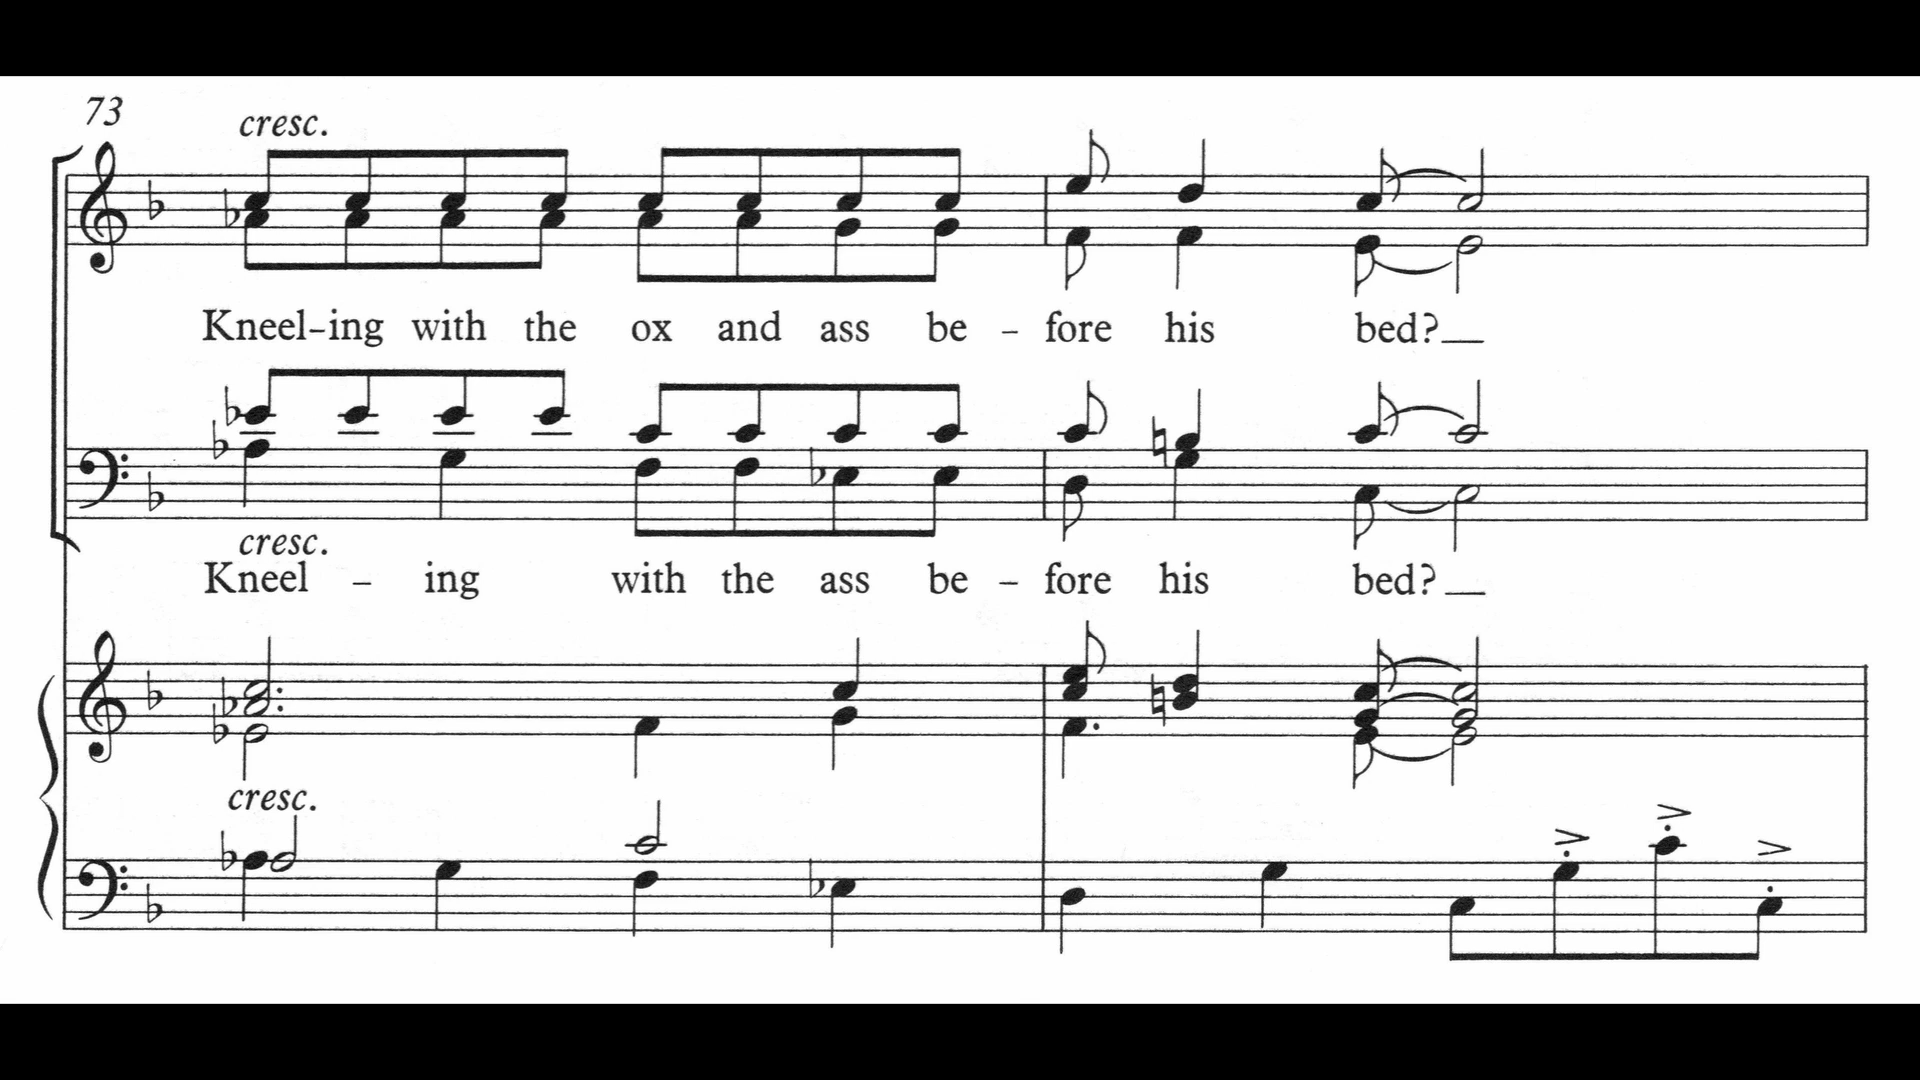 73
cresc.
Kneel-ing with the ox and ass be - fore his bed?
cresc.
Kneel - ing with the ass be - fore his bed?
cresc.